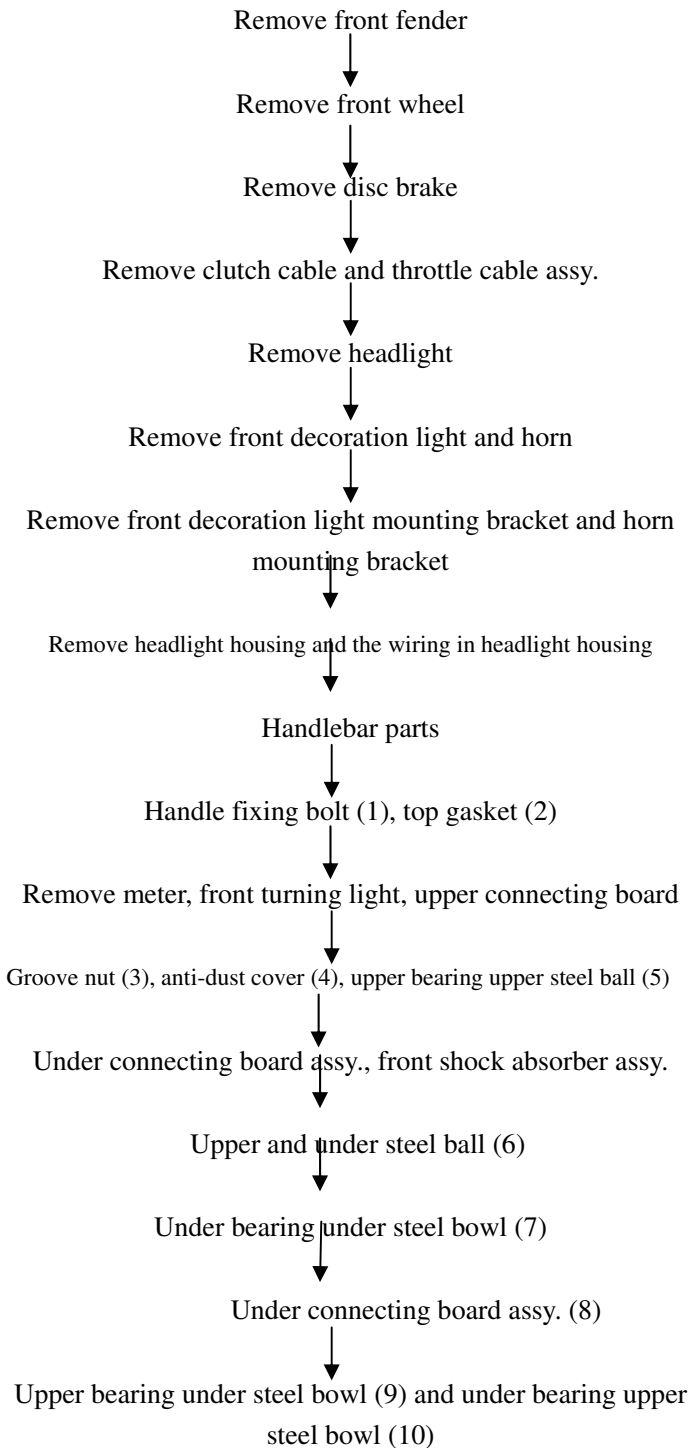 Remove front fender
Remove front wheel
Remove disc brake
Remove clutch cable and throttle cable assy.
Remove headlight
Remove front decoration light and horn
Remove front decoration light mounting bracket and horn
mounting bracket
Remove headlight housing and the wiring in headlight housing
Handlebar parts
Handle fixing bolt (1), top gasket (2)
Remove meter, front turning light, upper connecting board
Groove nut (3), anti-dust cover (4), upper bearing upper steel ball (5)
Under connecting board assy., front shock absorber assy.
Upper and under steel ball (6)
Under bearing under steel bowl (7)
Under connecting board assy. (8)
Upper bearing under steel bowl (9) and under bearing upper
steel bowl (10)